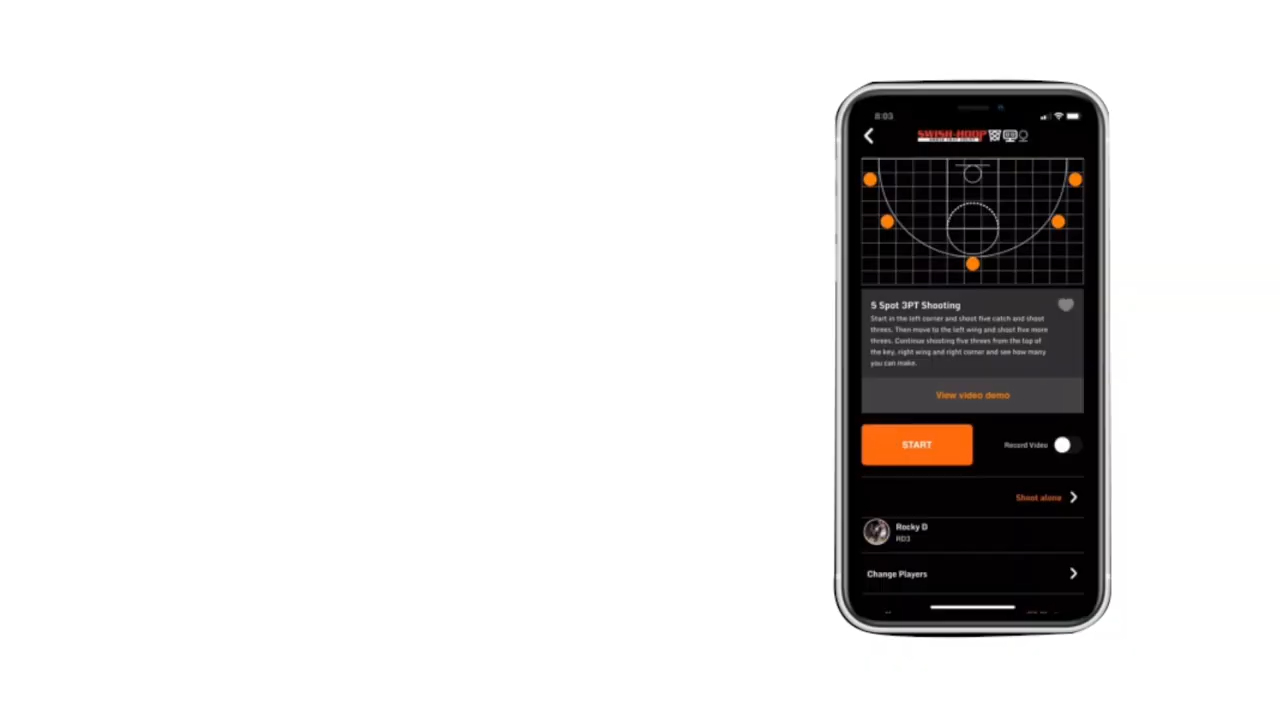 8:03
SWISH-HOOP
5 Spot 3PT Shooting
Start in the left corner and shoot five catch and shoot
threes. Then move to the left wing and shoot five more
threes. Continue shooting five threes from the top of
the key, right wing and right corner and see how many
you can make.
View video demo
START
Record Video
Shoot alone
Rocky D
RD3
Change Players